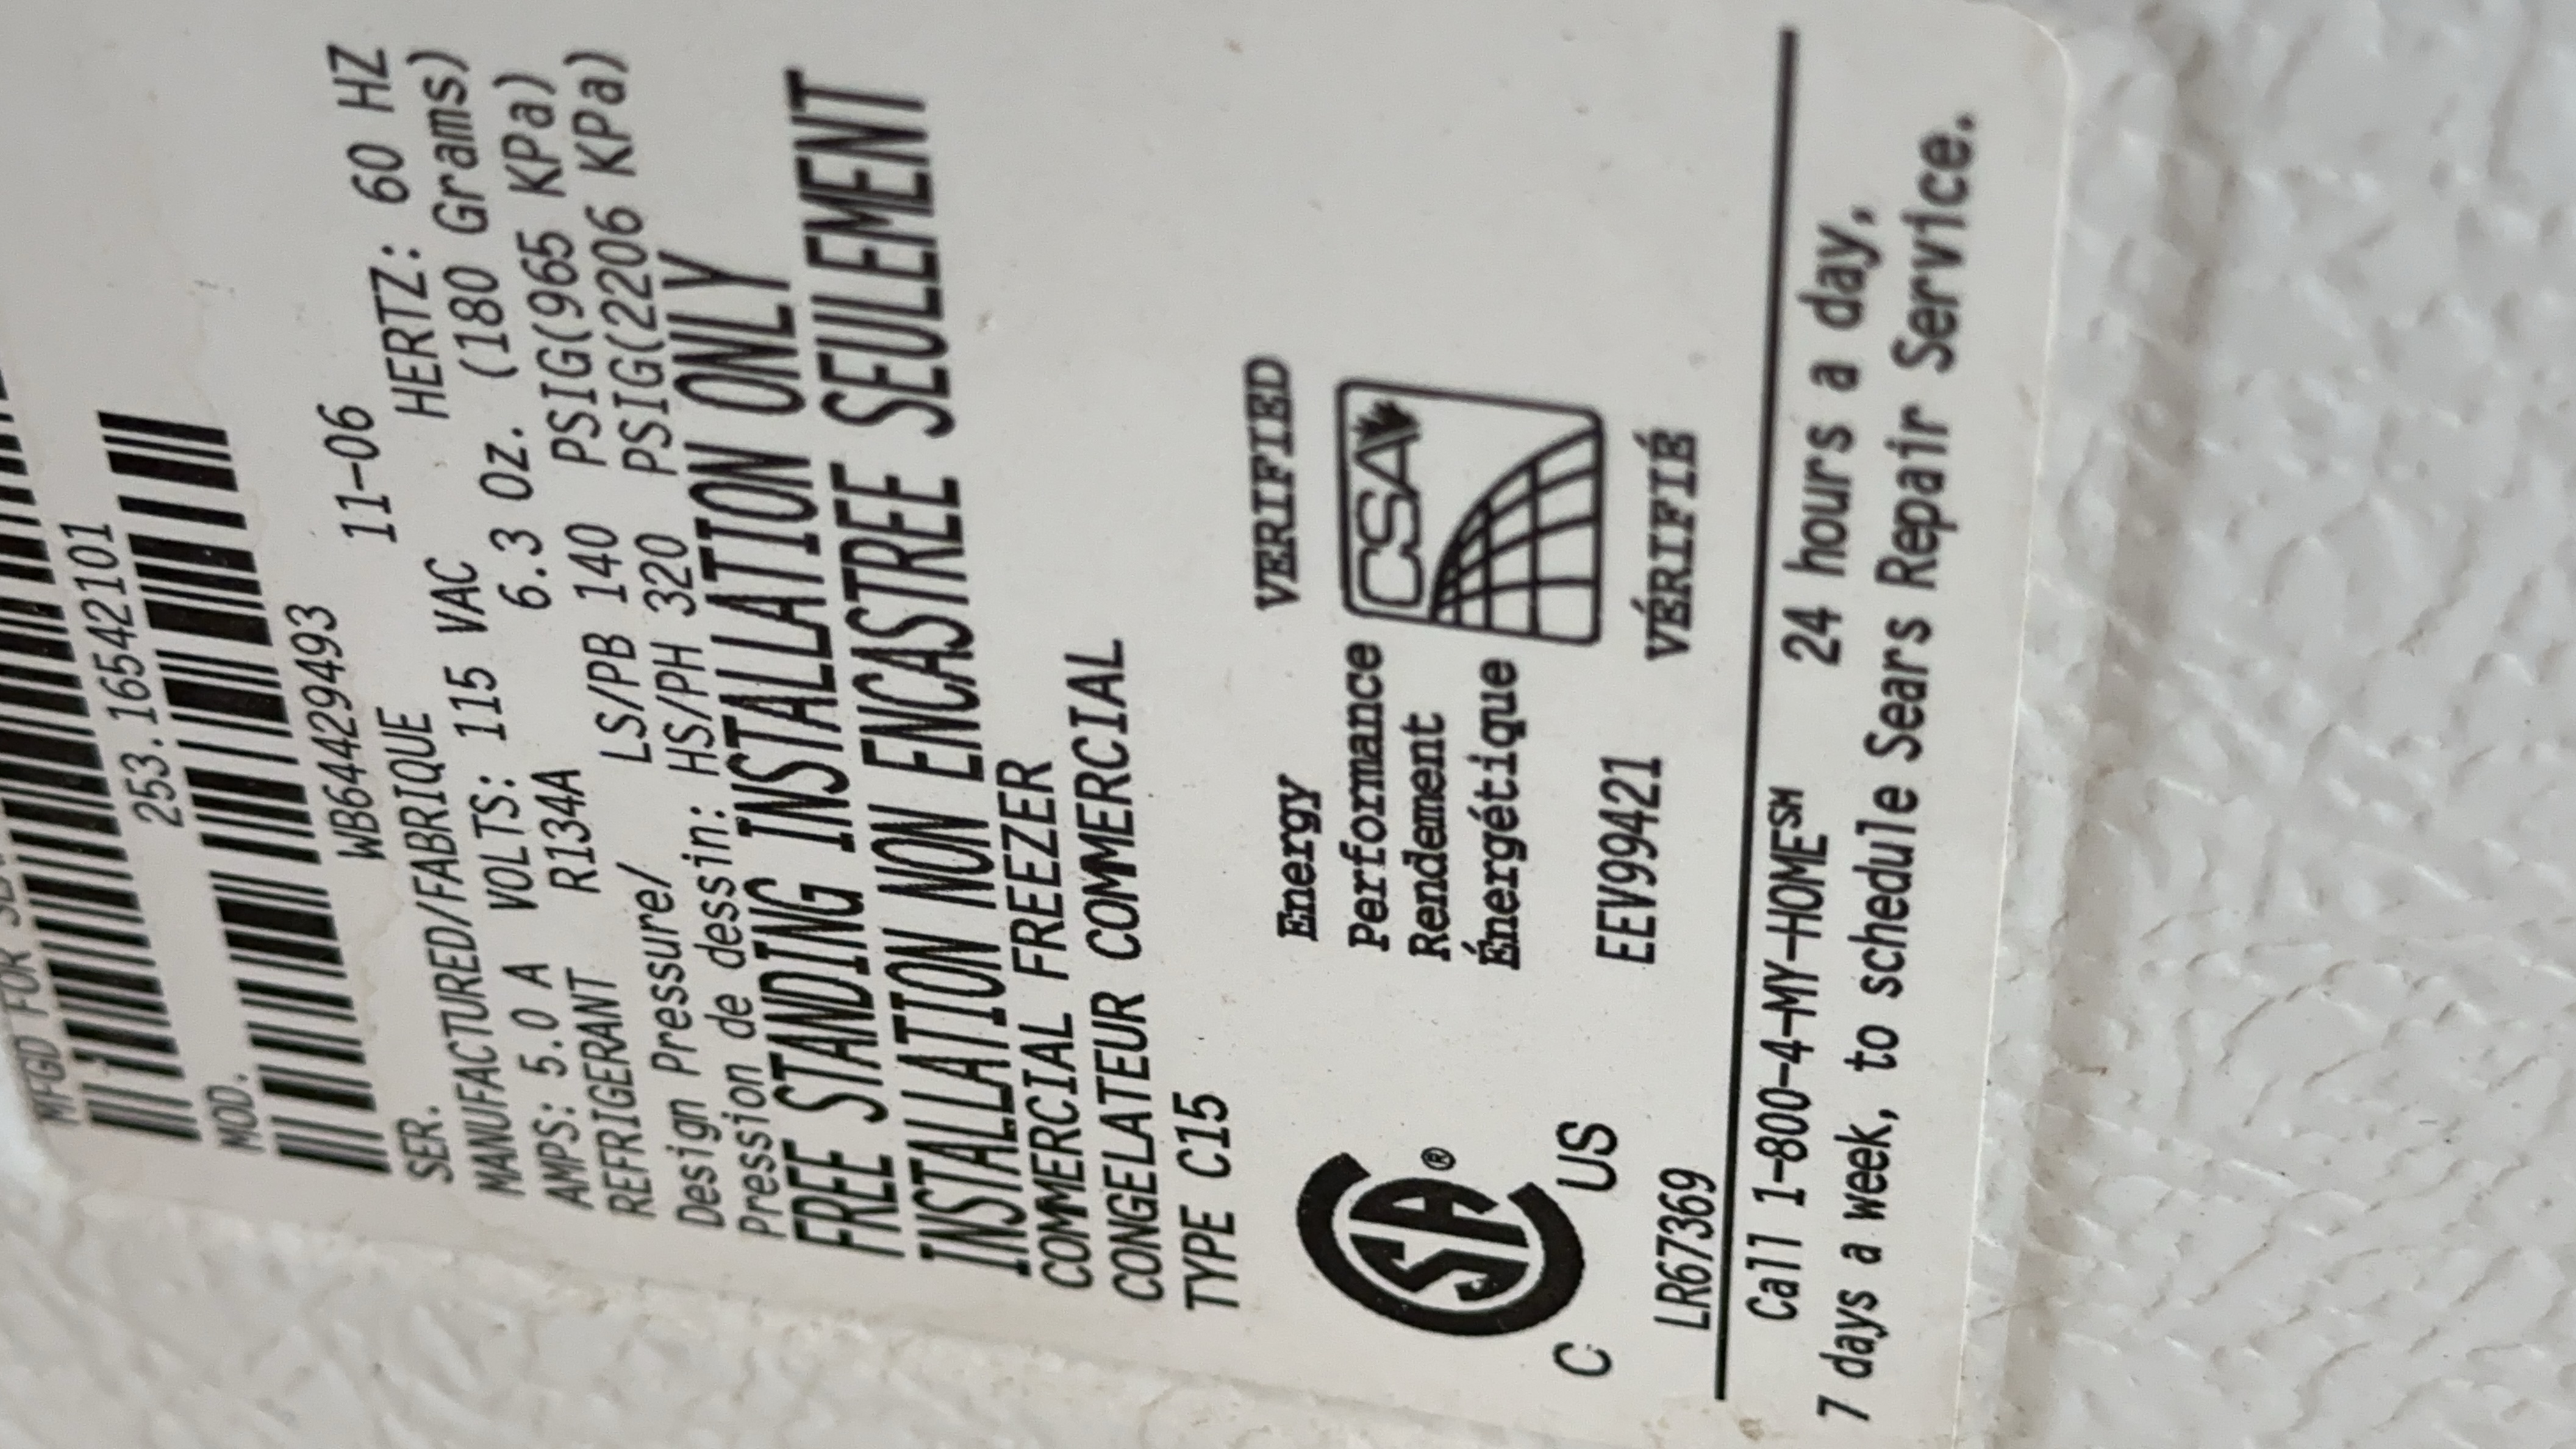 MFGD FOR
253.16542101
MOD.
WB64429493
SER.
MANUFACTURED/FABRIQUE 11-06
AMPS: 5.0 A VOLTS: 115 VAC HERTZ: 60 HZ
REFRIGERANT R134A 6.3 Oz. (180 Grams)
Design Pressure/ LS/PB 140 PSIG(965 KPa)
Pression de dessin: HS/PH 320 PSIG(2206 KPa)
FREE STANDING INSTALLATION ONLY
INSTALLATION NON ENCASTREE SEULEMENT
COMMERCIAL FREEZER
CONGELATEUR COMMERCIAL
TYPE C15
SA®
C US
LR67369
Energy VERIFIED
Performance
Rendement
Énergétique
CSA
EEV99421 VÉRIFIÉ
Call 1-800-4-MY-HOME℠ 24 hours a day,
7 days a week, to schedule Sears Repair Service.